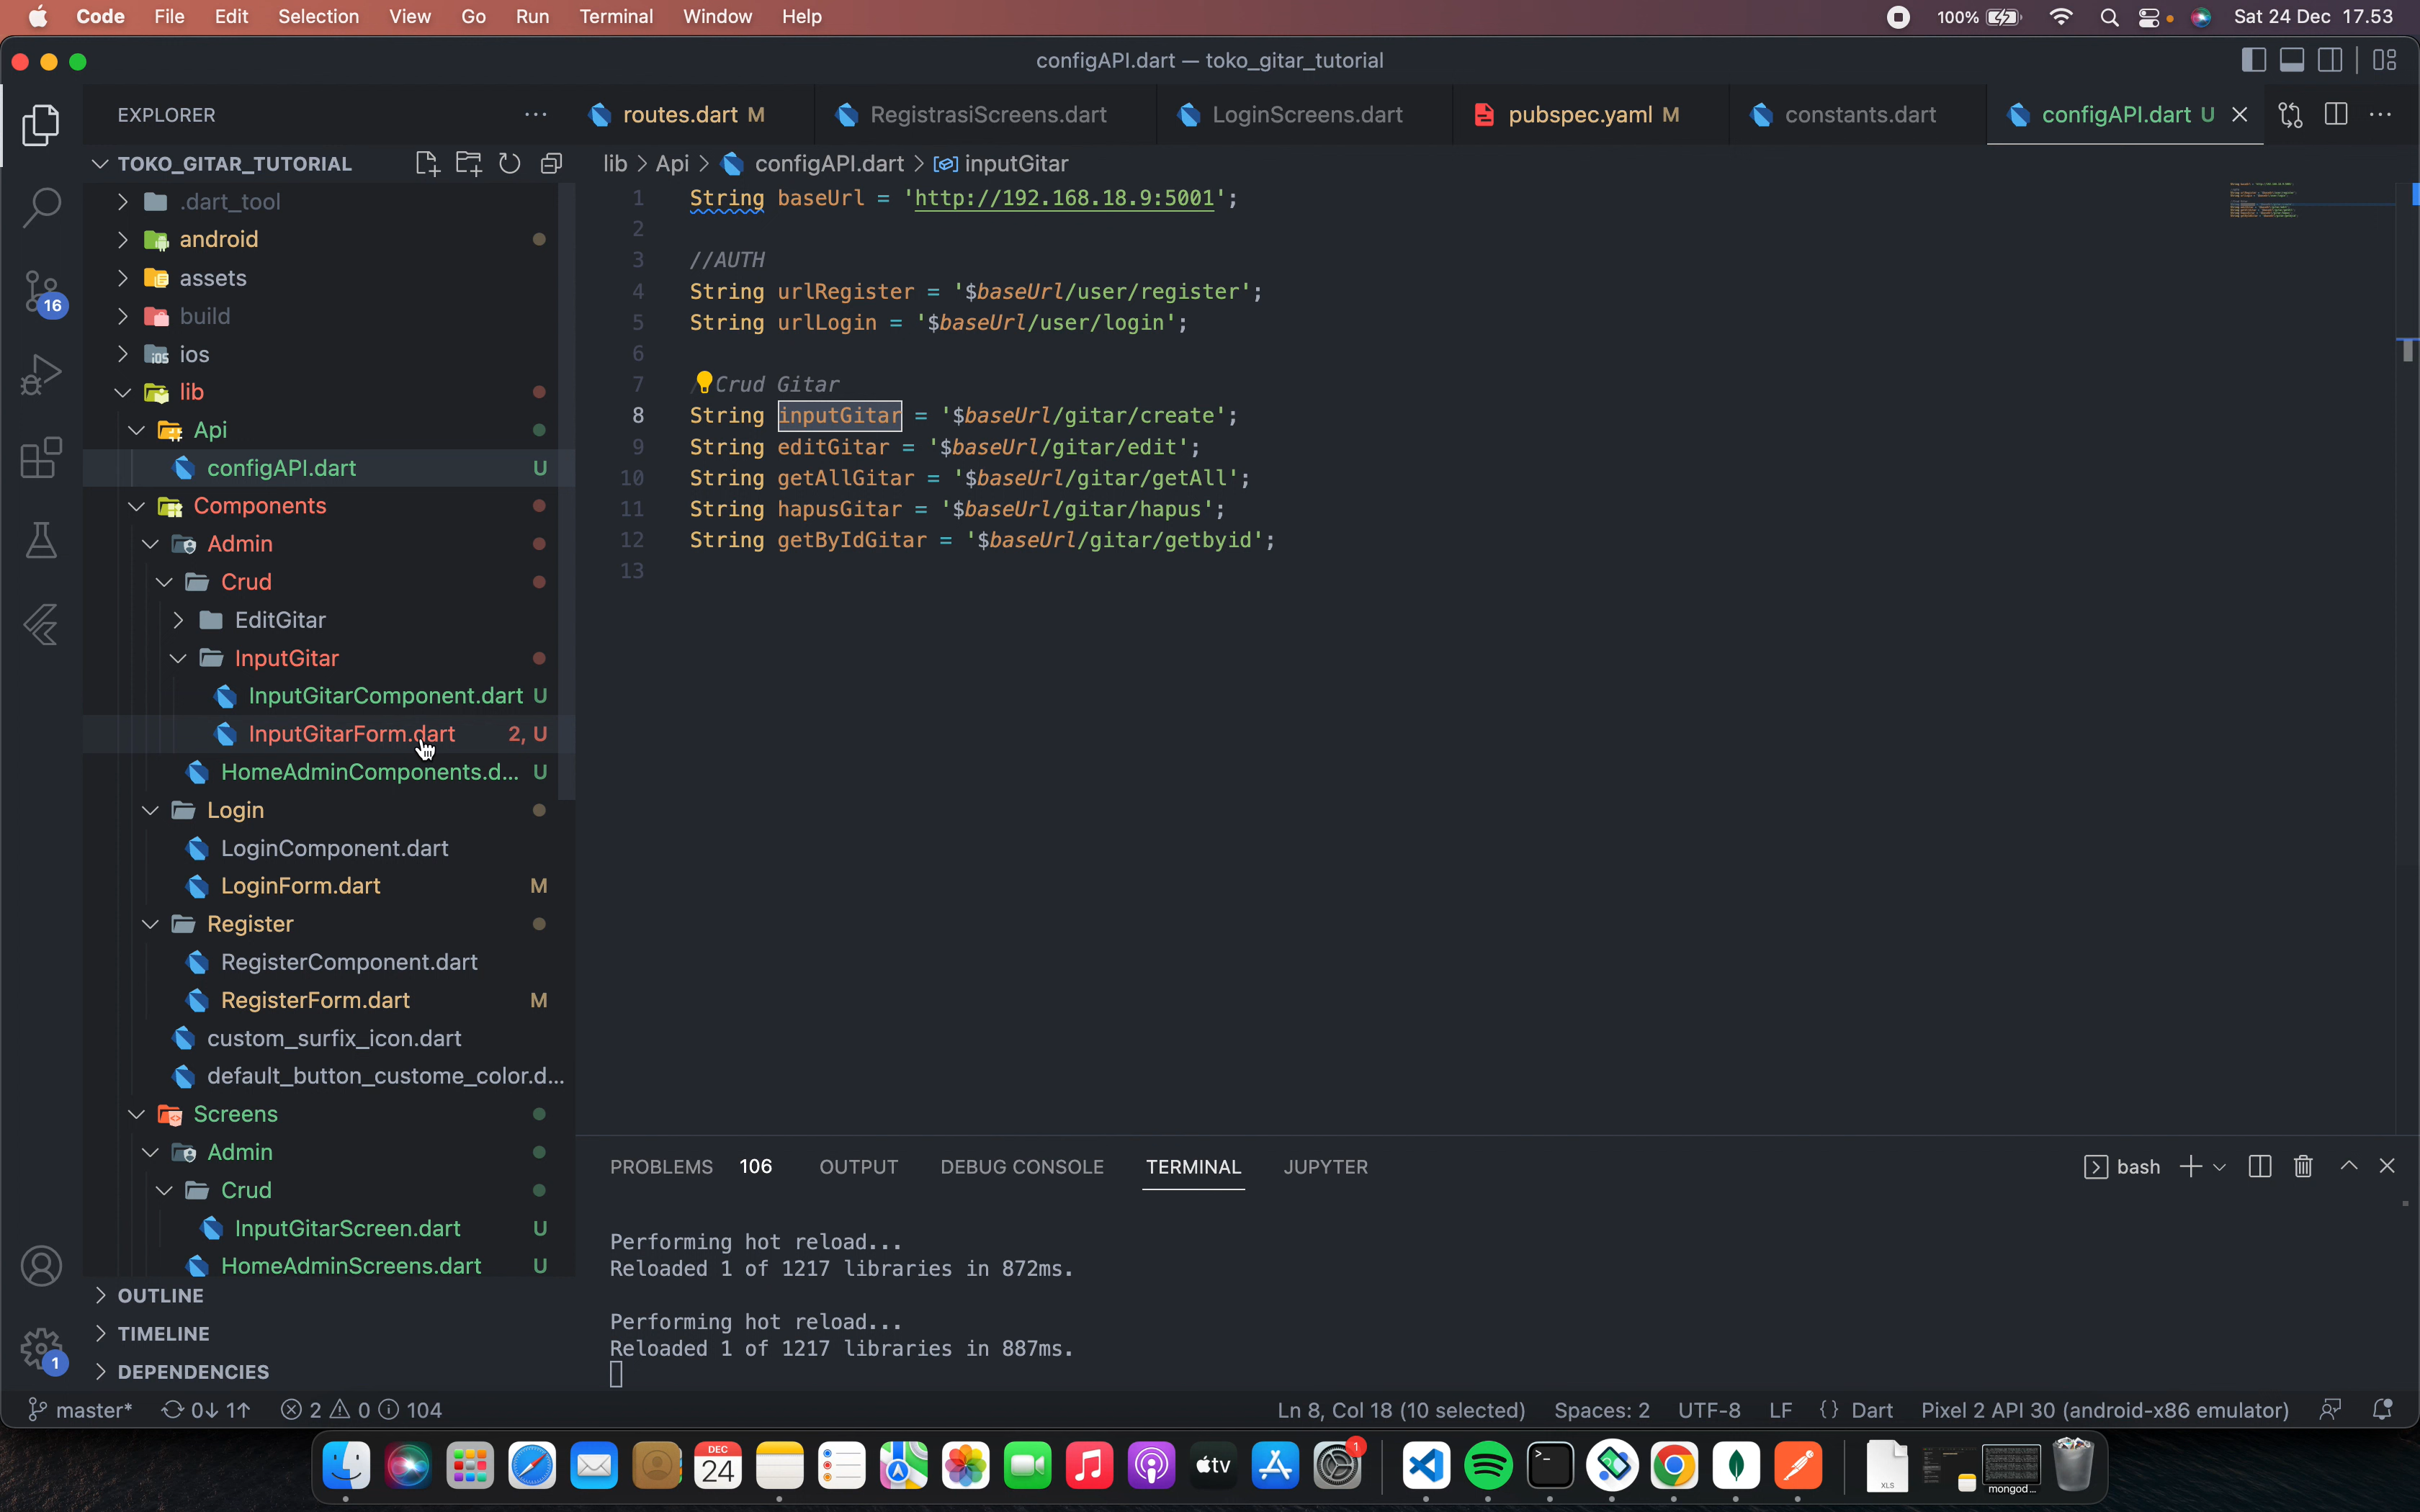 Code File Edit Selection View Go Run Terminal Window Help 100% Sat 24 Dec 17.53
configAPI.dart — toko_gitar_tutorial
EXPLORER
routes.dart M RegistrasiScreens.dart LoginScreens.dart pubspec.yaml M constants.dart configAPI.dart U
TOKO_GITAR_TUTORIAL
lib > Api > configAPI.dart > inputGitar
.dart_tool
android
assets
build
ios
lib
Api
configAPI.dart U
Components
Admin
Crud
EditGitar
InputGitar
InputGitarComponent.dart U
InputGitarForm.dart 2, U
HomeAdminComponents.d... U
Login
LoginComponent.dart
LoginForm.dart M
Register
RegisterComponent.dart
RegisterForm.dart M
custom_surfix_icon.dart
default_button_custome_color.d...
Screens
Admin
Crud
InputGitarScreen.dart U
HomeAdminScreens.dart U
OUTLINE
TIMELINE
DEPENDENCIES
16
1
1 String baseUrl = 'http://192.168.18.9:5001';
2
3 //AUTH
4 String urlRegister = '$baseUrl/user/register';
5 String urlLogin = '$baseUrl/user/login';
6
7 /Crud Gitar
8 String inputGitar = '$baseUrl/gitar/create';
9 String editGitar = '$baseUrl/gitar/edit';
10 String getAllGitar = '$baseUrl/gitar/getAll';
11 String hapusGitar = '$baseUrl/gitar/hapus';
12 String getByIdGitar = '$baseUrl/gitar/getbyid';
13
PROBLEMS 106 OUTPUT DEBUG CONSOLE TERMINAL JUPYTER bash
Performing hot reload...
Reloaded 1 of 1217 libraries in 872ms.
Performing hot reload...
Reloaded 1 of 1217 libraries in 887ms.
master* 0↓ 1↑ 2 0 104 Ln 8, Col 18 (10 selected) Spaces: 2 UTF-8 LF {} Dart Pixel 2 API 30 (android-x86 emulator)
DEC
24
tv
1
XLS
mongod...